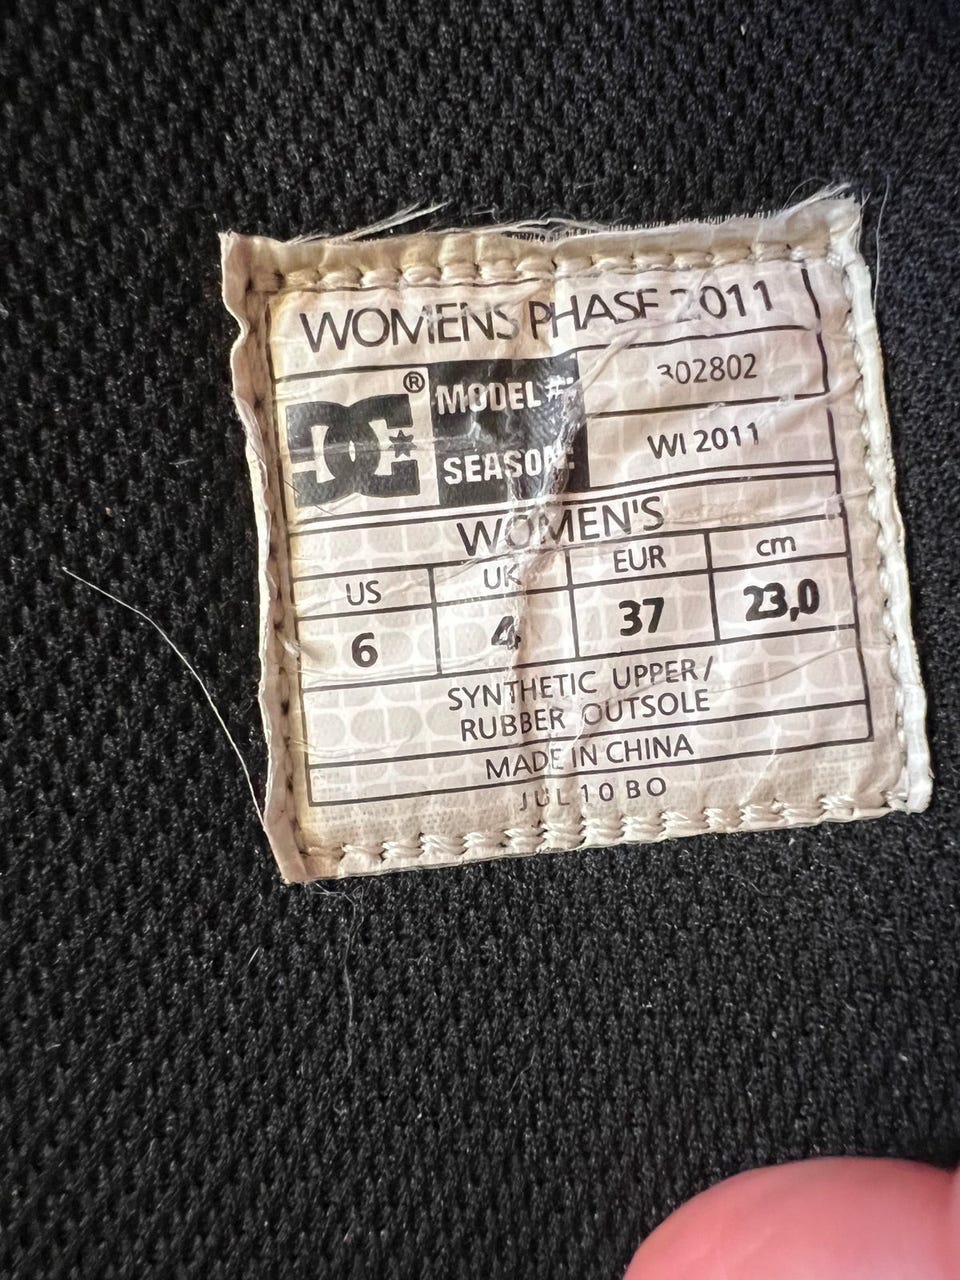 WOMENS PHASE 2011
DC®
MODEL #: 302802
SEASON: WI 2011
WOMEN'S
US UK EUR cm
6 4 37 23,0
SYNTHETIC UPPER/
RUBBER OUTSOLE
MADE IN CHINA
JUL 10 BO